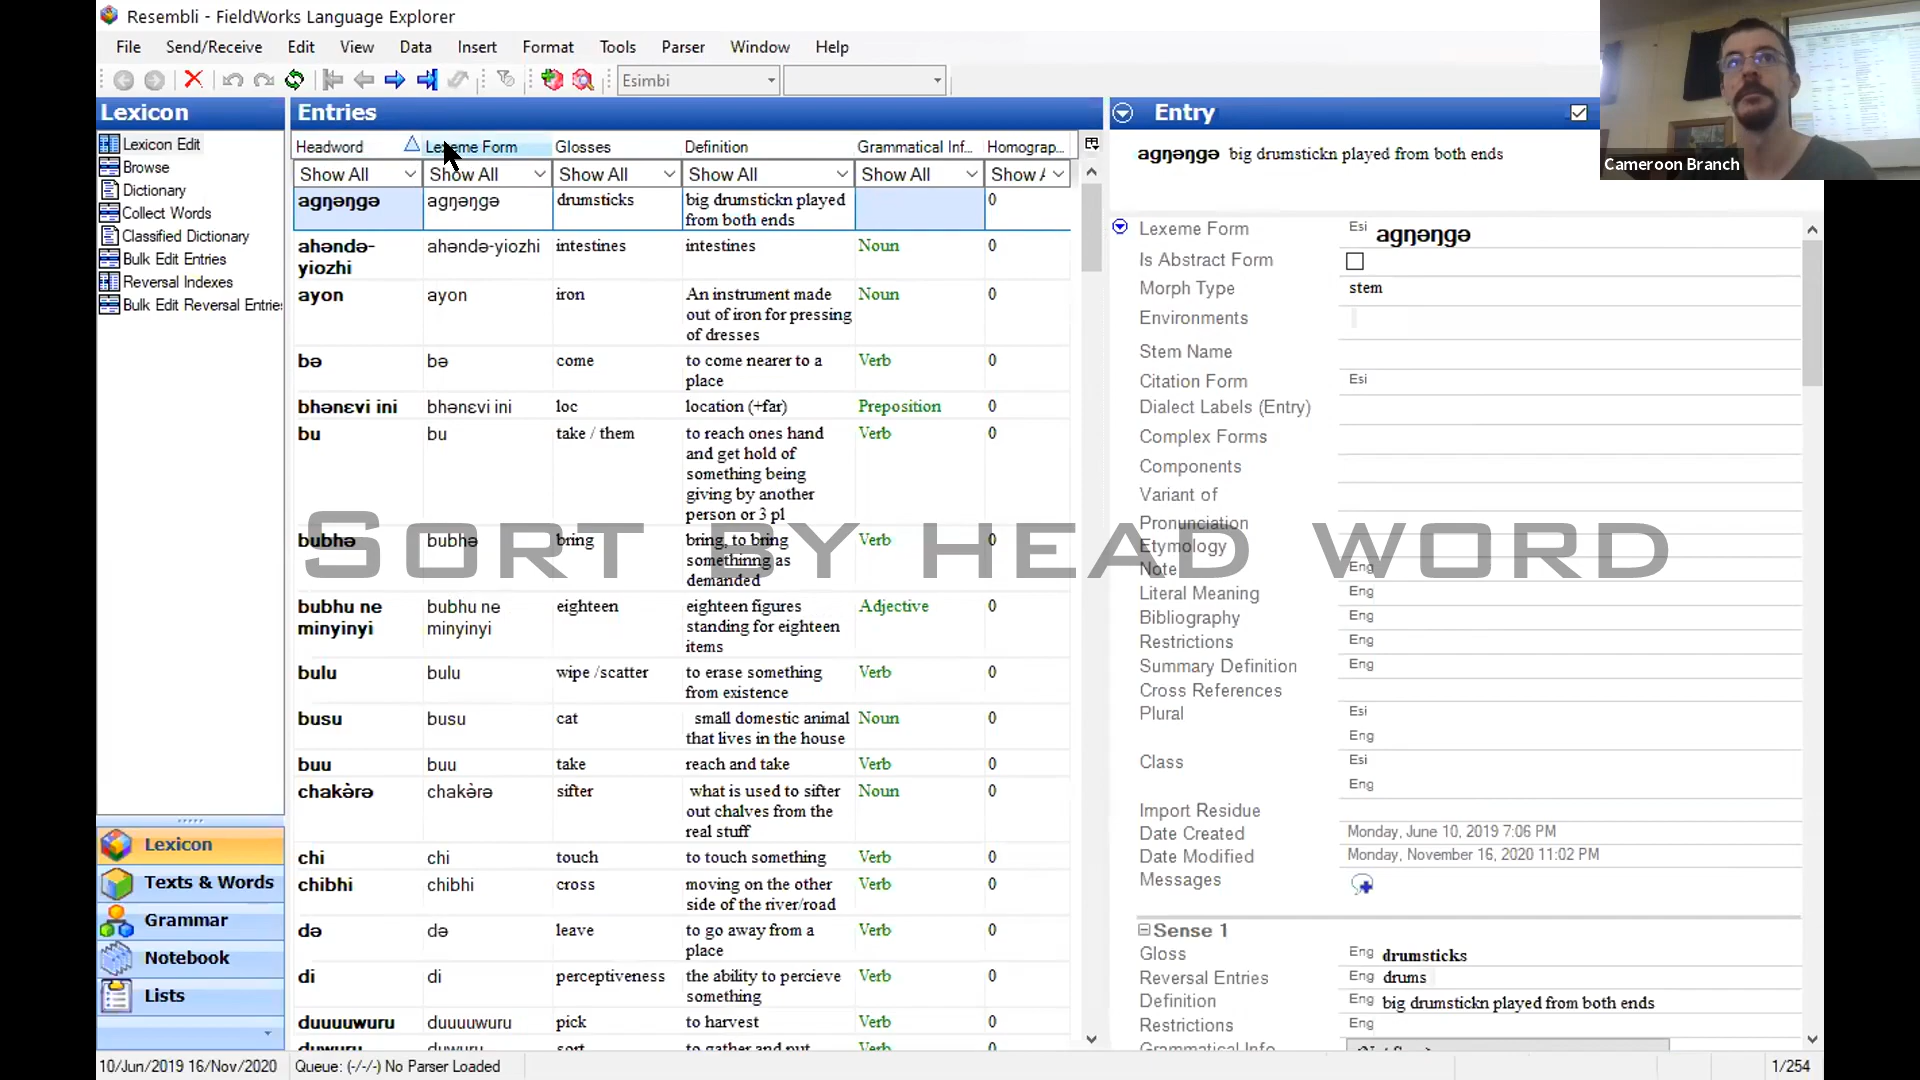 Resembli - FieldWorks Language Explorer
File Send/Receive Edit View Data Insert Format Tools Parser Window Help
Esimbi
Lexicon
Lexicon Edit
Browse
Dictionary
Collect Words
Classified Dictionary
Bulk Edit Entries
Reversal Indexes
Bulk Edit Reversal Entries
Lexicon
Texts & Words
Grammar
Notebook
Lists
Entries
Headword Lexeme Form Glosses Definition Grammatical Inf... Homograp...
Show All Show All Show All Show All Show All Show A
agŋəŋgə agŋəŋgə drumsticks big drumstickn played 0
from both ends
ahəndə- ahəndə-yiozhi intestines intestines Noun 0
yiozhi
ayon ayon iron An instrument made Noun 0
out of iron for pressing
of dresses
bə bə come to come nearer to a Verb 0
place
bhənɛvi ini bhənɛvi ini loc location (+far) Preposition 0
bu bu take / them to reach ones hand Verb 0
and get hold of
something being
giving by another
person or 3 pl
bubhə bubhə bring bring, to bring Verb 0
somethinng as
demanded
bubhu ne bubhu ne eighteen eighteen figures Adjective 0
minyinyi minyinyi standing for eighteen
items
bulu bulu wipe /scatter to erase something Verb 0
from existence
busu busu cat small domestic animal Noun 0
that lives in the house
buu buu take reach and take Verb 0
chakə̀rə chakə̀rə sifter what is used to sifter Noun 0
out chalves from the
real stuff
chi chi touch to touch something Verb 0
chibhi chibhi cross moving on the other Verb 0
side of the river/road
də də leave to go away from a Verb 0
place
di di perceptiveness the ability to percieve Verb 0
something
duuuuwuru duuuuwuru pick to harvest Verb 0
duwuru duwuru sort to gather and put Verb 0
Sort by head word
Entry
agŋəŋgə big drumstickn played from both ends
Lexeme Form Esi agŋəŋgə
Is Abstract Form
Morph Type stem
Environments
Stem Name
Citation Form Esi
Dialect Labels (Entry)
Complex Forms
Components
Variant of
Pronunciation
Etymology
Note Eng
Literal Meaning Eng
Bibliography Eng
Restrictions Eng
Summary Definition Eng
Cross References
Plural Esi
Eng
Class Esi
Eng
Import Residue
Date Created Monday, June 10, 2019 7:06 PM
Date Modified Monday, November 16, 2020 11:02 PM
Messages
Sense 1
Gloss Eng drumsticks
Reversal Entries Eng drums
Definition Eng big drumstickn played from both ends
Restrictions Eng
Grammatical Info
Cameroon Branch
10/Jun/2019 16/Nov/2020 Queue: (-/-/-) No Parser Loaded 1/254